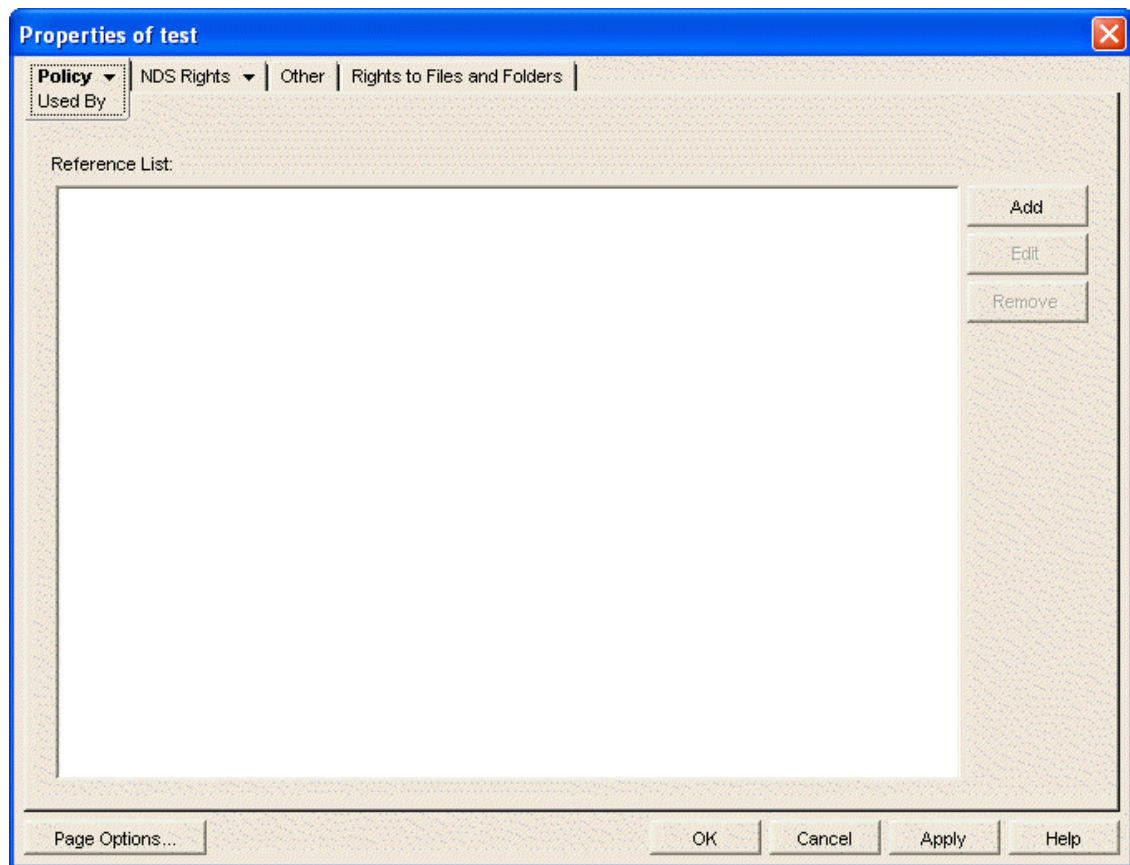 Properties of test
Policy NDS Rights Other Rights to Files and Folders
Used By
Reference List:
Add
Edit
Remove
Page Options... OK Cancel Apply Help